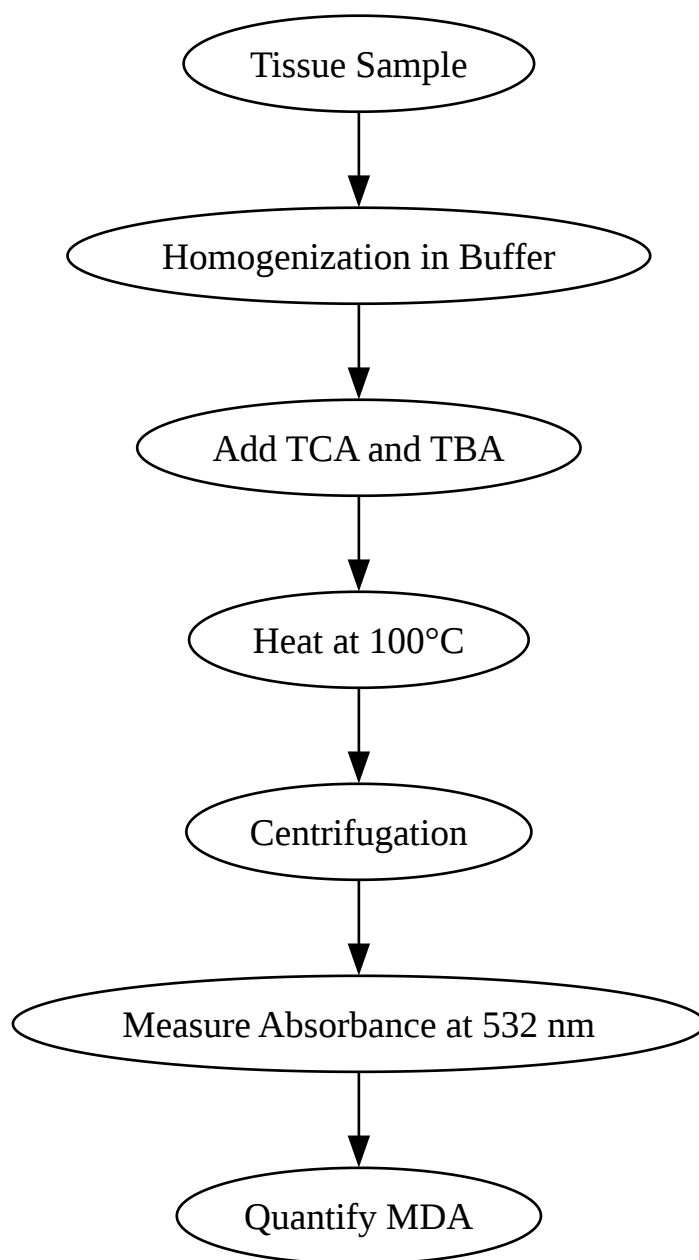 Tissue Sample
Homogenization in Buffer
Add TCA and TBA
Heat at 100°C
Centrifugation
Measure Absorbance at 532 nm
Quantify MDA